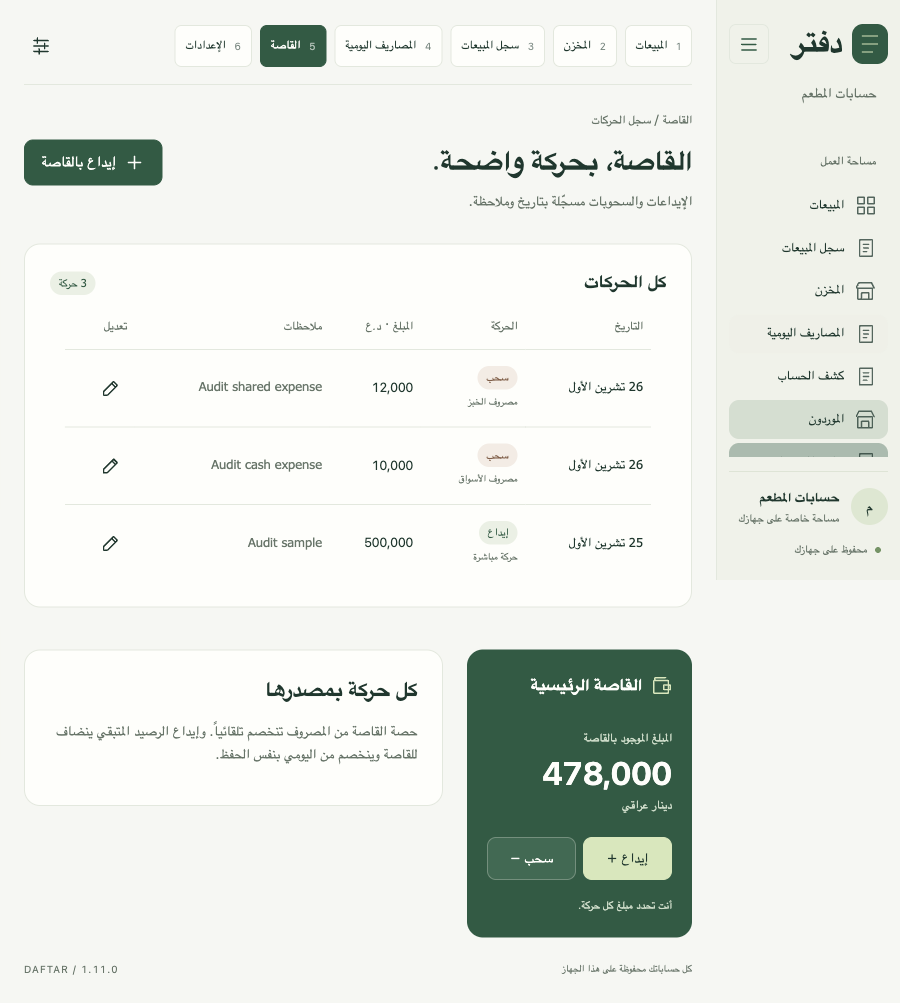 دفتر
حسابات المطعم
مساحة العمل
المبيعات
سجل المبيعات
المخزن
المصاريف اليومية
كشف الحساب
الموردون
حسابات المطعم
م
مساحة خاصة على جهازك
محفوظ على جهازك
1 المبيعات
2 المخزن
3 سجل المبيعات
4 المصاريف اليومية
5 القاصة
6 الإعدادات
القاصة / سجل الحركات
القاصة، بحركة واضحة.
+ إيداع بالقاصة
الإيداعات والسحوبات مسجّلة بتاريخ وملاحظة.
كل الحركات
3 حركة
التاريخ الحركة المبلغ · د.ع ملاحظات تعديل
26 تشرين الأول سحب 12,000 Audit shared expense
مصروف الخبز
26 تشرين الأول سحب 10,000 Audit cash expense
مصروف الأسواق
25 تشرين الأول إيداع 500,000 Audit sample
حركة مباشرة
القاصة الرئيسية
المبلغ الموجود بالقاصة
478,000
دينار عراقي
إيداع +
سحب −
أنت تحدد مبلغ كل حركة.
كل حركة بمصدرها
حصة القاصة من المصروف تنخصم تلقائياً. وإيداع الرصيد المتبقي ينضاف
للقاصة وينخصم من اليومي بنفس الحفظ.
كل حساباتك محفوظة على هذا الجهاز
DAFTAR / 1.11.0